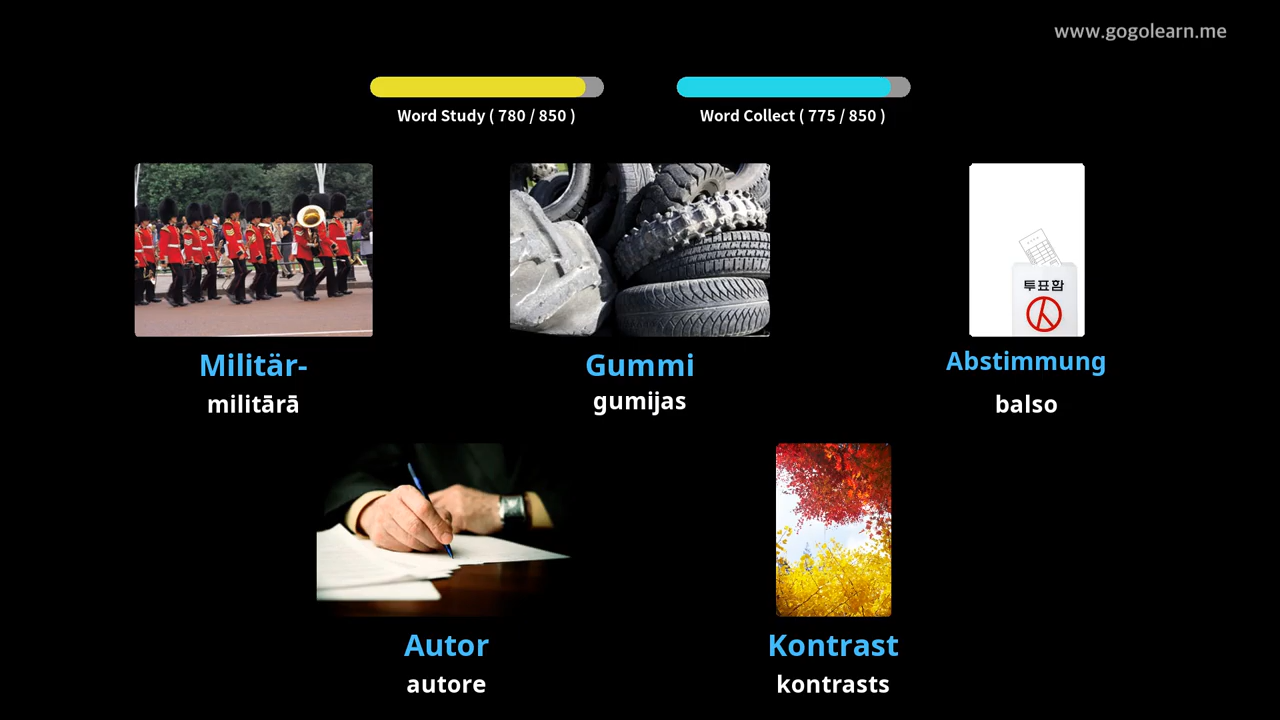 www.gogolearn.me
Word Study ( 780 / 850 )
Word Collect ( 775 / 850 )
투표함
Militär-
militārā
Gummi
gumijas
Abstimmung
balso
Autor
autore
Kontrast
kontrasts